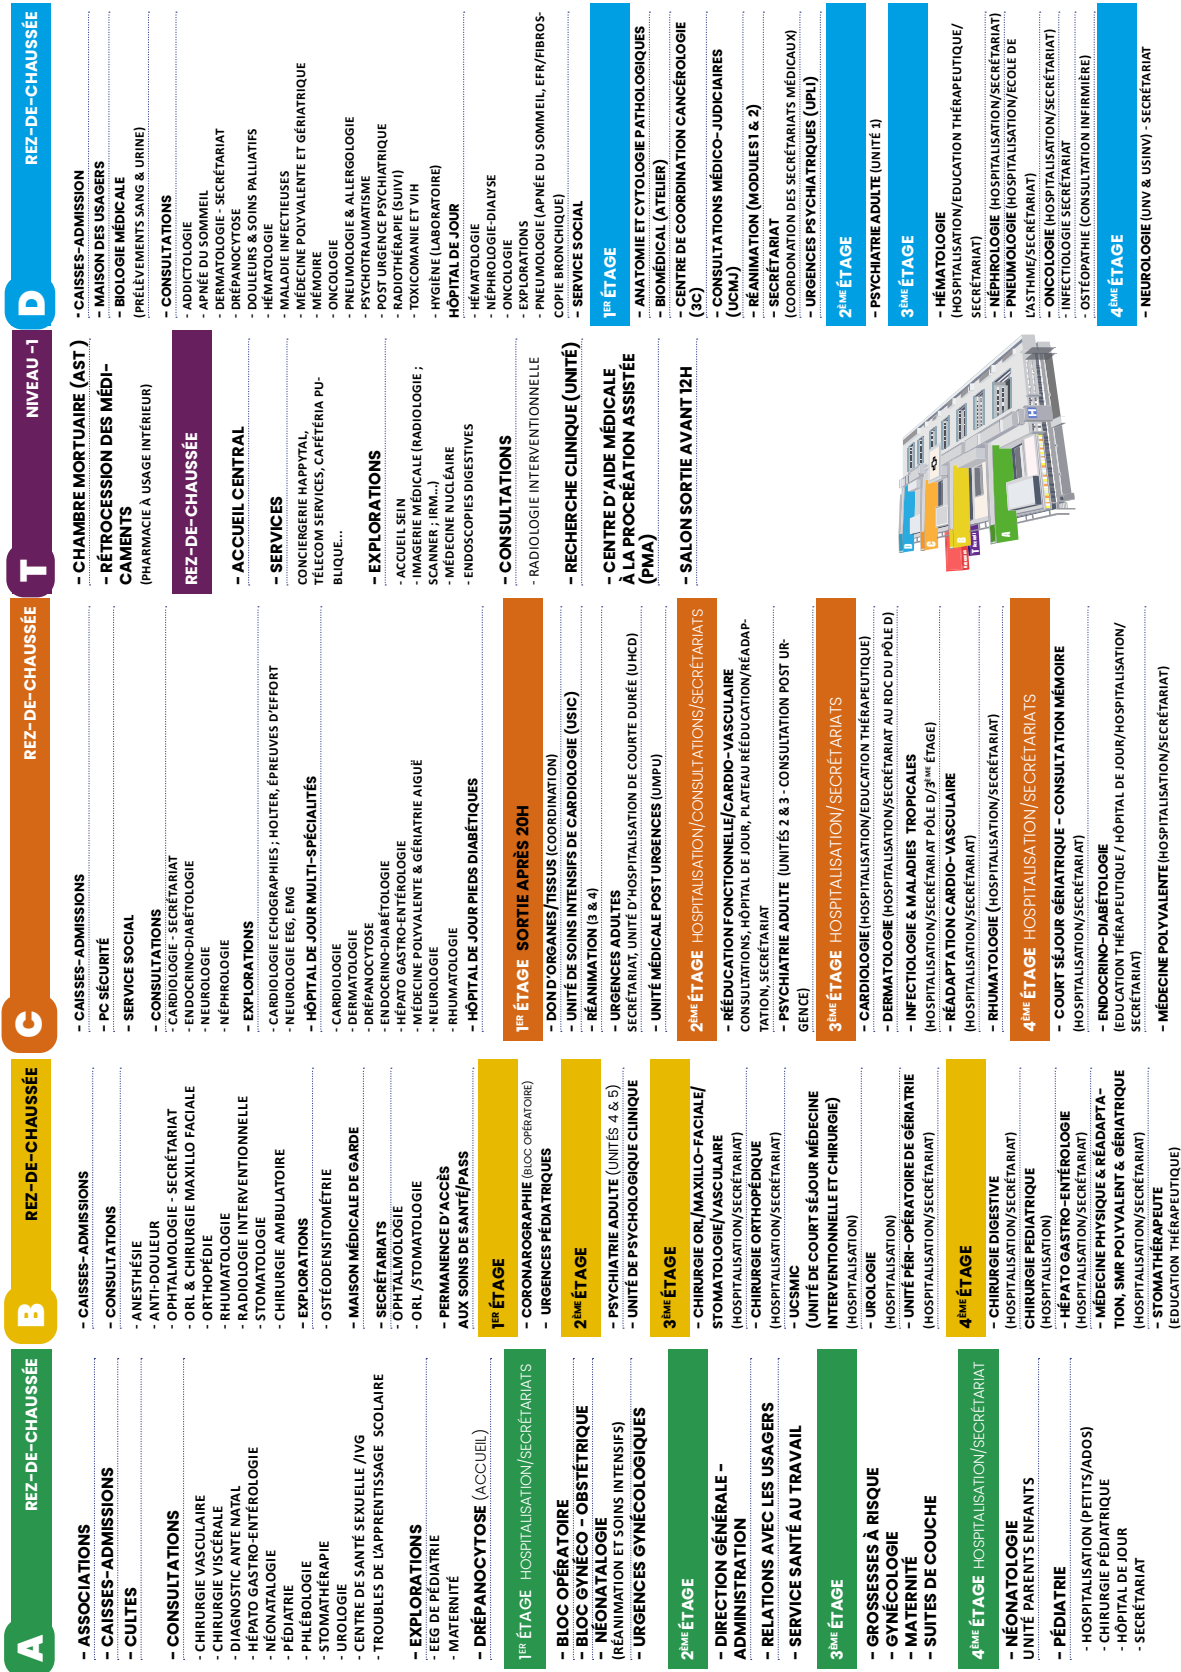 A
REZ-DE-CHAUSSÉE
– ASSOCIATIONS
– CAISSES-ADMISSIONS
– CULTES
– CONSULTATIONS
- CHIRURGIE VASCULAIRE
- CHIRURGIE VISCÉRALE
- DIAGNOSTIC ANTE NATAL
- HÉPATO GASTRO-ENTÉROLOGIE
- NÉONATALOGIE
- PÉDIATRIE
- PHLÉBOLOGIE
- STOMATHÉRAPIE
- UROLOGIE
- CENTRE DE SANTÉ SEXUELLE /IVG
- TROUBLES DE L'APPRENTISSAGE SCOLAIRE
– EXPLORATIONS
- EEG DE PÉDIATRIE
- MATERNITÉ
– DRÉPANOCYTOSE (ACCUEIL)
1ER ÉTAGE HOSPITALISATION/SECRÉTARIATS
– BLOC OPÉRATOIRE
– BLOC GYNÉCO - OBSTÉTRIQUE
– NÉONATALOGIE
(RÉANIMATION ET SOINS INTENSIFS)
– URGENCES GYNÉCOLOGIQUES
2ÈME ÉTAGE
– DIRECTION GÉNÉRALE -
ADMINISTRATION
– RELATIONS AVEC LES USAGERS
– SERVICE SANTÉ AU TRAVAIL
3ÈME ÉTAGE
– GROSSESSES À RISQUE
– GYNÉCOLOGIE
– MATERNITÉ
– SUITES DE COUCHE
4ÈME ÉTAGE HOSPITALISATION/SECRÉTARIAT
– NÉONATOLOGIE
UNITÉ PARENTS ENFANTS
– PÉDIATRIE
- HOSPITALISATION (PETITS/ADOS)
- CHIRURGIE PÉDIATRIQUE
- HÔPITAL DE JOUR
- SECRÉTARIAT
B
REZ-DE-CHAUSSÉE
– CAISSES-ADMISSIONS
– CONSULTATIONS
- ANESTHÉSIE
- ANTI-DOULEUR
- OPHTALMOLOGIE - SECRÉTARIAT
- ORL & CHIRURGIE MAXILLO FACIALE
- ORTHOPÉDIE
- RHUMATOLOGIE
- RADIOLOGIE INTERVENTIONNELLE
- STOMATOLOGIE
- CHIRURGIE AMBULATOIRE
– EXPLORATIONS
- OSTÉODENSITOMÉTRIE
– MAISON MÉDICALE DE GARDE
– SECRÉTARIATS
- OPHTALMOLOGIE
- ORL /STOMATOLOGIE
– PERMANENCE D'ACCÈS
AUX SOINS DE SANTÉ/PASS
1ER ÉTAGE
– CORONAROGRAPHIE (BLOC OPÉRATOIRE)
– URGENCES PÉDIATRIQUES
2ÈME ÉTAGE
– PSYCHIATRIE ADULTE (UNITÉS 4 & 5)
– UNITÉ DE PSYCHOLOGIQUE CLINIQUE
3ÈME ÉTAGE
– CHIRURGIE ORL/MAXILLO-FACIALE/
STOMATOLOGIE/VASCULAIRE
(HOSPITALISATION/SECRÉTARIAT)
– CHIRURGIE ORTHOPÉDIQUE
(HOSPITALISATION/SECRÉTARIAT)
– UCSMIC
(UNITÉ DE COURT SÉJOUR MÉDECINE
INTERVENTIONNELLE ET CHIRURGIE)
(HOSPITALISATION)
– UROLOGIE
(HOSPITALISATION)
– UNITÉ PÉRI-OPÉRATOIRE DE GÉRIATRIE
(HOSPITALISATION/SECRÉTARIAT)
4ÈME ÉTAGE
– CHIRURGIE DIGESTIVE
(HOSPITALISATION/SECRÉTARIAT)
CHIRURGIE PEDIATRIQUE
(HOSPITALISATION)
– HÉPATO GASTRO-ENTÉROLOGIE
(HOSPITALISATION/SECRÉTARIAT)
– MÉDECINE PHYSIQUE & RÉADAPTA-
TION, SMR POLYVALENT & GÉRIATRIQUE
(HOSPITALISATION/SECRÉTARIAT)
– STOMATHÉRAPEUTE
(EDUCATION THÉRAPEUTIQUE)
C
REZ-DE-CHAUSSÉE
– CAISSES-ADMISSIONS
– PC SÉCURITÉ
– SERVICE SOCIAL
– CONSULTATIONS
- CARDIOLOGIE - SECRÉTARIAT
- ENDOCRINO-DIABÉTOLOGIE
- NEUROLOGIE
- NÉPHROLOGIE
– EXPLORATIONS
- CARDIOLOGIE ECHOGRAPHIES ; HOLTER, ÉPREUVES D'EFFORT
- NEUROLOGIE EEG, EMG
– HÔPITAL DE JOUR MULTI-SPÉCIALITÉS
- CARDIOLOGIE
- DERMATOLOGIE
- DRÉPANOCYTOSE
- ENDOCRINO-DIABÉTOLOGIE
- HÉPATO GASTRO-ENTÉROLOGIE
- MÉDECINE POLYVALENTE & GÉRIATRIE AIGUË
- NEUROLOGIE
- RHUMATOLOGIE
– HÔPITAL DE JOUR PIEDS DIABÉTIQUES
1ER ÉTAGE SORTIE APRÈS 20H
– DON D'ORGANES/TISSUS (COORDINATION)
– UNITÉ DE SOINS INTENSIFS DE CARDIOLOGIE (USIC)
– RÉANIMATION (3 & 4)
– URGENCES ADULTES
SECRÉTARIAT, UNITÉ D'HOSPITALISATION DE COURTE DURÉE (UHCD)
– UNITÉ MÉDICALE POST URGENCES (UMPU)
2ÈME ÉTAGE HOSPITALISATION/CONSULTATIONS/SECRÉTARIATS
– RÉÉDUCATION FONCTIONNELLE/CARDIO-VASCULAIRE
CONSULTATIONS, HÔPITAL DE JOUR, PLATEAU RÉÉDUCATION/RÉADAP-
TATION, SECRÉTARIAT
– PSYCHIATRIE ADULTE (UNITÉS 2 & 3 - CONSULTATION POST UR-
GENCE)
3ÈME ÉTAGE HOSPITALISATION/SECRÉTARIATS
– CARDIOLOGIE (HOSPITALISATION/EDUCATION THÉRAPEUTIQUE)
– DERMATOLOGIE (HOSPITALISATION/SECRÉTARIAT AU RDC DU PÔLE D)
– INFECTIOLOGIE & MALADIES TROPICALES
(HOSPITALISATION/SECRÉTARIAT PÔLE D/3ÈME ÉTAGE)
– RÉADAPTATION CARDIO-VASCULAIRE
(HOSPITALISATION/SECRÉTARIAT)
– RHUMATOLOGIE (HOSPITALISATION/SECRÉTARIAT)
4ÈME ÉTAGE HOSPITALISATION/SECRÉTARIATS
– COURT SÉJOUR GÉRIATRIQUE - CONSULTATION MÉMOIRE
(HOSPITALISATION/SECRÉTARIAT)
– ENDOCRINO-DIABÉTOLOGIE
(EDUCATION THÉRAPEUTIQUE / HÔPITAL DE JOUR/HOSPITALISATION/
SECRÉTARIAT)
– MÉDECINE POLYVALENTE (HOSPITALISATION/SECRÉTARIAT)
T
NIVEAU -1
– CHAMBRE MORTUAIRE (AST )
– RÉTROCESSION DES MÉDI-
CAMENTS
(PHARMACIE À USAGE INTÉRIEUR)
REZ-DE-CHAUSSÉE
– ACCUEIL CENTRAL
– SERVICES
CONCIERGERIE HAPPYTAL,
TÉLECOM SERVICES, CAFÉTÉRIA PU-
BLIQUE...
– EXPLORATIONS
- ACCUEIL SEIN
- IMAGERIE MÉDICALE (RADIOLOGIE ;
SCANNER ; IRM...)
- MÉDECINE NUCLÉAIRE
- ENDOSCOPIES DIGESTIVES
– CONSULTATIONS
- RADIOLOGIE INTERVENTIONNELLE
– RECHERCHE CLINIQUE (UNITÉ)
– CENTRE D'AIDE MÉDICALE
À LA PROCRÉATION ASSISTÉE
(PMA)
– SALON SORTIE AVANT 12H
D
C
B
T
A
H
D
REZ-DE-CHAUSSÉE
– CAISSES-ADMISSION
– MAISON DES USAGERS
– BIOLOGIE MÉDICALE
(PRÉLÈVEMENTS SANG & URINE)
– CONSULTATIONS
- ADDICTOLOGIE
- APNÉE DU SOMMEIL
- DERMATOLOGIE - SECRÉTARIAT
- DRÉPANOCYTOSE
- DOULEURS & SOINS PALLIATIFS
- HÉMATOLOGIE
- MALADIE INFECTIEUSES
- MÉDECINE POLYVALENTE ET GÉRIATRIQUE
- MÉMOIRE
- ONCOLOGIE
- PNEUMOLOGIE & ALLERGOLOGIE
- PSYCHOTRAUMATISME
- POST URGENCE PSYCHIATRIQUE
- RADIOTHÉRAPIE (SUIVI)
- TOXICOMANIE ET VIH
- HYGIÈNE (LABORATOIRE)
HÔPITAL DE JOUR
- HÉMATOLOGIE
- NÉPHROLOGIE-DIALYSE
- ONCOLOGIE
- EXPLORATIONS
- PNEUMOLOGIE (APNÉE DU SOMMEIL, EFR/FIBROS-
COPIE BRONCHIQUE)
– SERVICE SOCIAL
1ER ÉTAGE
– ANATOMIE ET CYTOLOGIE PATHOLOGIQUES
– BIOMÉDICAL (ATELIER)
– CENTRE DE COORDINATION CANCÉROLOGIE
(3C)
– CONSULTATIONS MÉDICO-JUDICIAIRES
(UCMJ)
– RÉANIMATION (MODULES 1 & 2)
– SECRÉTARIAT
(COORDONATION DES SECRÉTARIATS MÉDICAUX)
– URGENCES PSYCHIATRIQUES (UPLI)
2ÈME ÉTAGE
– PSYCHIATRIE ADULTE (UNITÉ 1)
3ÈME ÉTAGE
– HÉMATOLOGIE
(HOSPITALISATION/EDUCATION THÉRAPEUTIQUE/
SECRÉTARIAT)
– NÉPHROLOGIE (HOSPITALISATION/SECRÉTARIAT)
– PNEUMOLOGIE (HOSPITALISATION/ECOLE DE
L'ASTHME/SECRÉTARIAT)
– ONCOLOGIE (HOSPITALISATION/SECRÉTARIAT)
- INFECTIOLOGIE SECRÉTARIAT
- OSTÉOPATHIE (CONSULTATION INFIRMIÈRE)
4ÈME ÉTAGE
– NEUROLOGIE (UNV & USINV) - SECRÉTARIAT